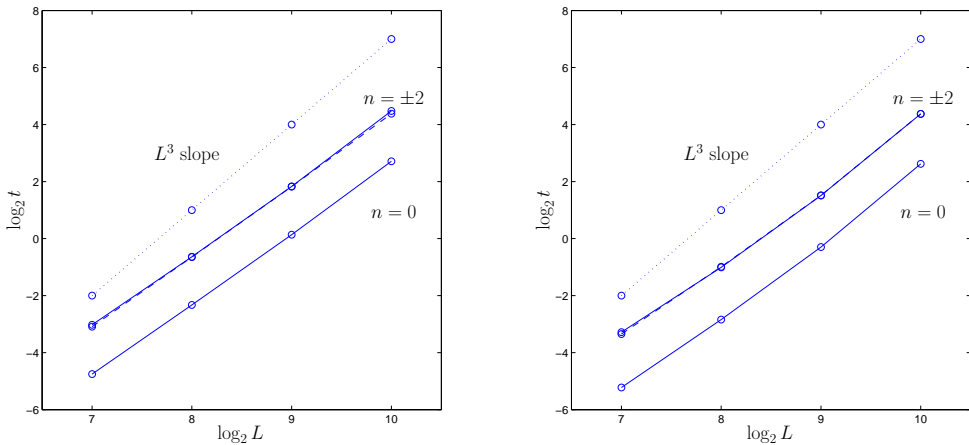 8
6
4
2
0
−2
−4
−6
7
8
9
10
log₂ t
log₂ L
n = ±2
L³ slope
n = 0
8
6
4
2
0
−2
−4
−6
7
8
9
10
log₂ t
log₂ L
n = ±2
L³ slope
n = 0